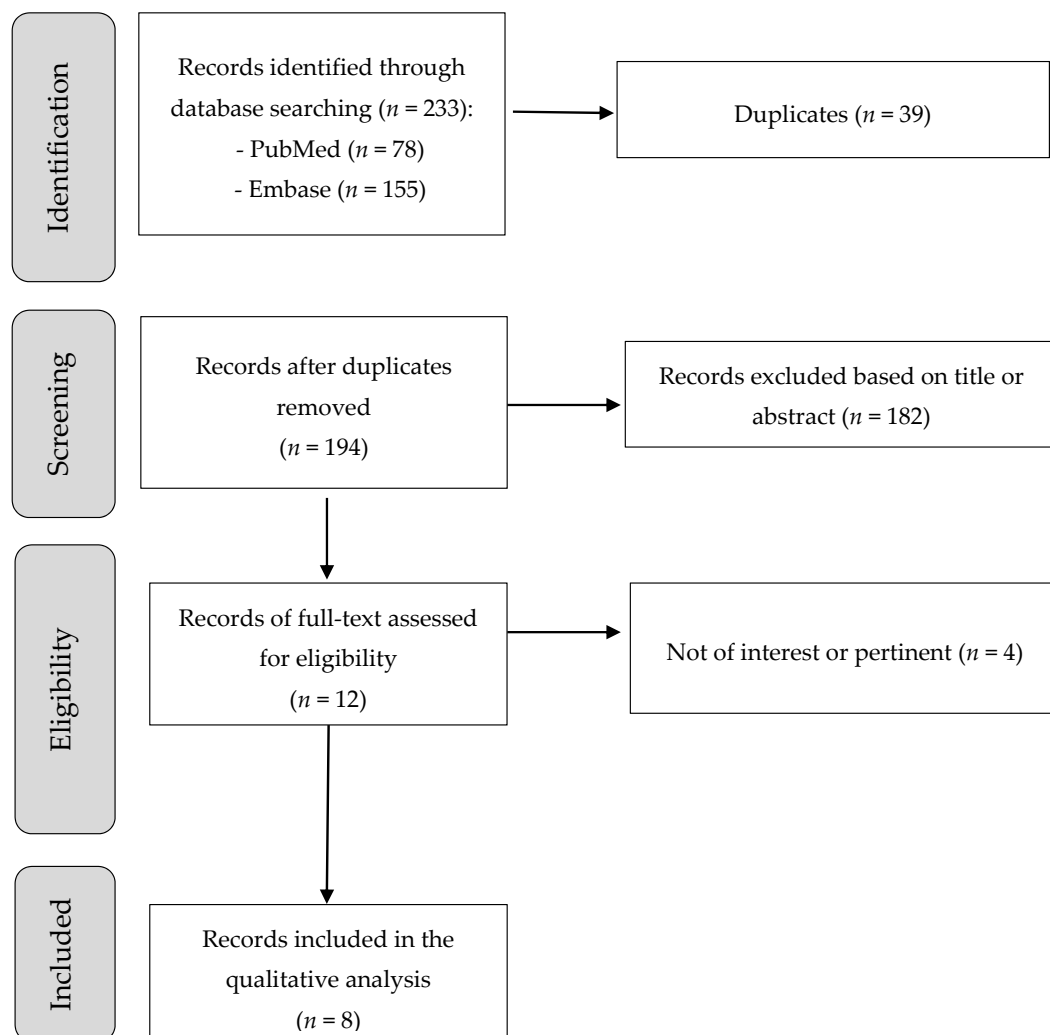 Identification
Records identified through
database searching (n = 233):
- PubMed (n = 78)
- Embase (n = 155)
Duplicates (n = 39)
Screening
Records after duplicates
removed
(n = 194)
Records excluded based on title or
abstract (n = 182)
Eligibility
Records of full-text assessed
for eligibility
(n = 12)
Not of interest or pertinent (n = 4)
Included
Records included in the
qualitative analysis
(n = 8)